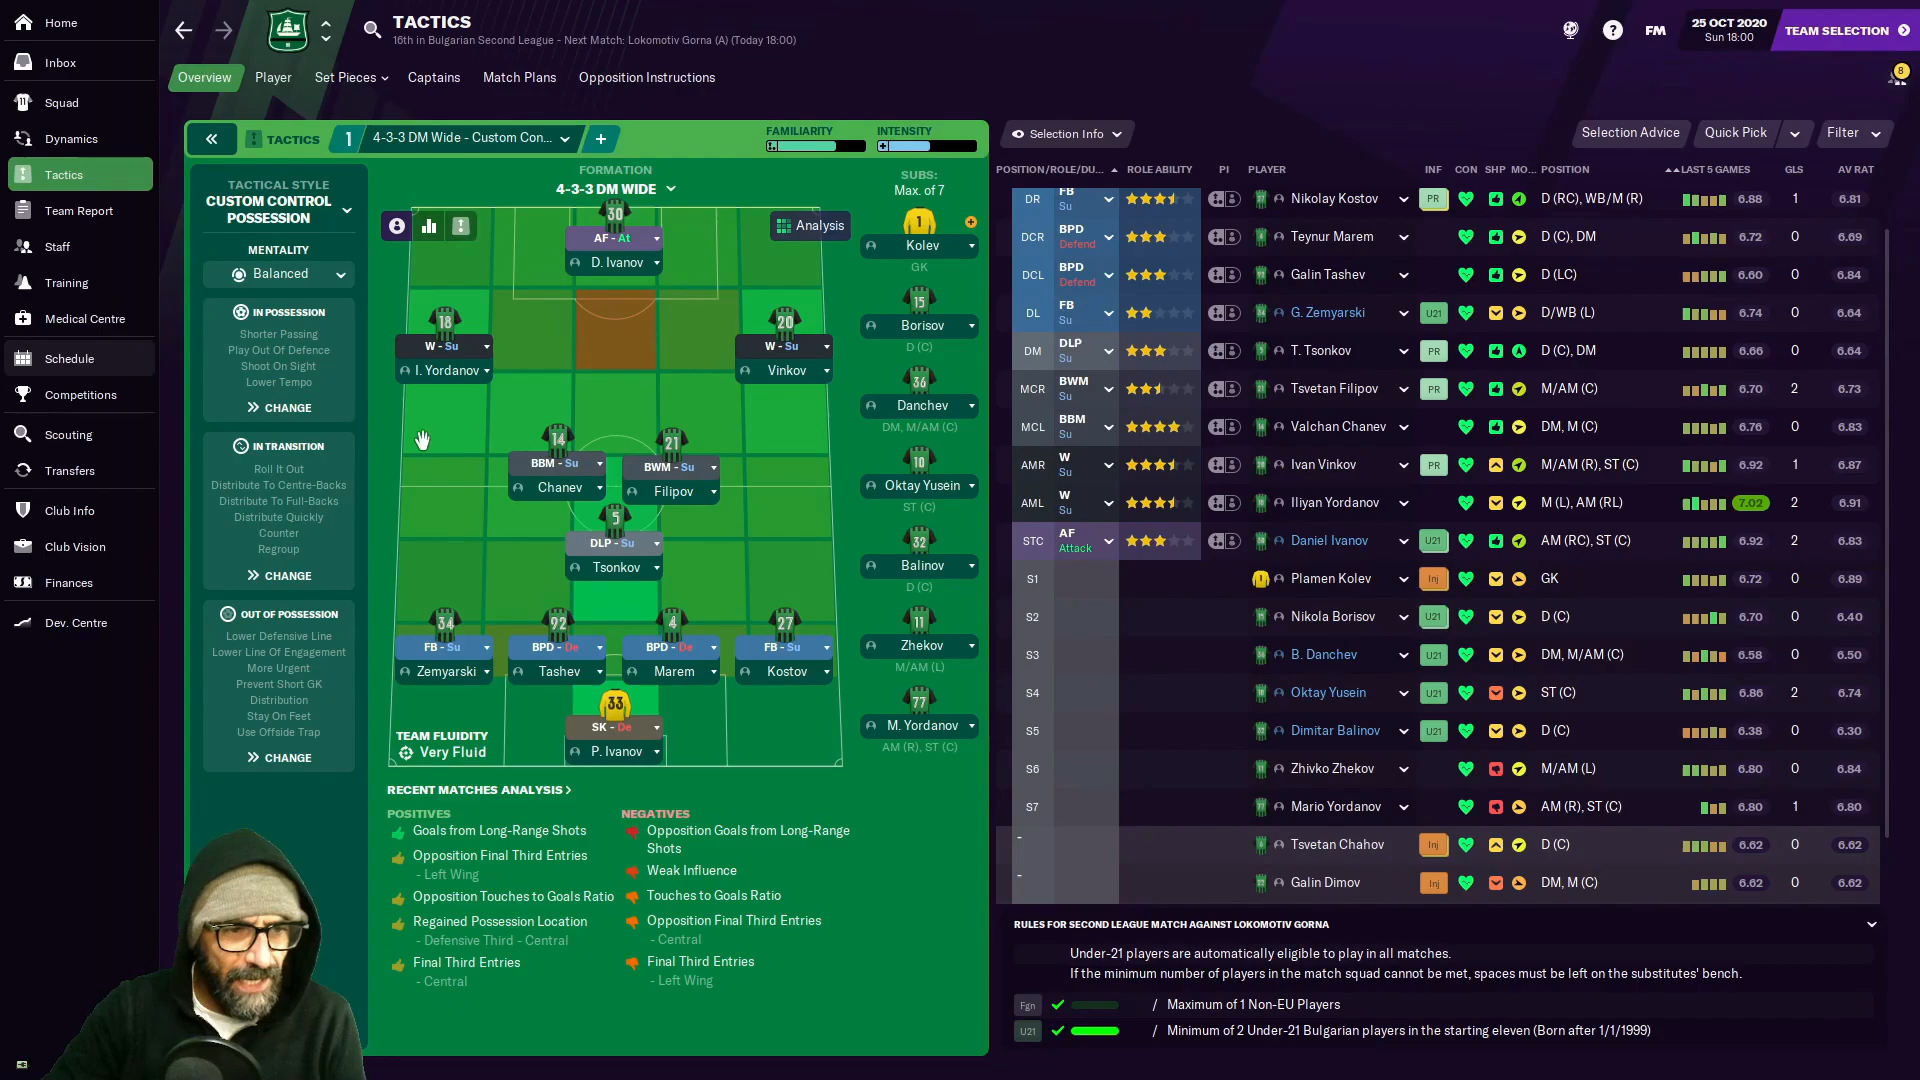 Home
Inbox
Squad
Dynamics
Tactics
Team Report
Staff
Training
Medical Centre
Schedule
Competitions
Scouting
Transfers
Club Info
Club Vision
Finances
Dev. Centre
TACTICS
16th in Bulgarian Second League - Next Match: Lokomotiv Gorna (A) (Today 18:00)
FM
25 OCT 2020
Sun 18:00
TEAM SELECTION
8
Overview
Player
Set Pieces
Captains
Match Plans
Opposition Instructions
TACTICS
1
4-3-3 DM Wide - Custom Con...
FAMILIARITY
INTENSITY
TACTICAL STYLE
CUSTOM CONTROL
POSSESSION
MENTALITY
Balanced
IN POSSESSION
Shorter Passing
Play Out Of Defence
Shoot On Sight
Lower Tempo
CHANGE
IN TRANSITION
Roll It Out
Distribute To Centre-Backs
Distribute To Full-Backs
Distribute Quickly
Counter
Regroup
CHANGE
OUT OF POSSESSION
Lower Defensive Line
Lower Line Of Engagement
More Urgent
Prevent Short GK
Distribution
Stay On Feet
Use Offside Trap
CHANGE
FORMATION
4-3-3 DM WIDE
Analysis
30
AF - At
D. Ivanov
18
W - Su
I. Yordanov
20
W - Su
Vinkov
14
BBM - Su
Chanev
21
BWM - Su
Filipov
5
DLP - Su
Tsonkov
34
FB - Su
Zemyarski
92
BPD - De
Tashev
4
BPD - De
Marem
27
FB - Su
Kostov
33
SK - De
P. Ivanov
TEAM FLUIDITY
Very Fluid
SUBS:
Max. of 7
1
Kolev
GK
15
Borisov
D (C)
36
Danchev
DM, M/AM (C)
10
Oktay Yusein
ST (C)
32
Balinov
D (C)
11
Zhekov
M/AM (L)
77
M. Yordanov
AM (R), ST (C)
RECENT MATCHES ANALYSIS >
POSITIVES
Goals from Long-Range Shots
Opposition Final Third Entries
- Left Wing
Opposition Touches to Goals Ratio
Regained Possession Location
- Defensive Third - Central
Final Third Entries
- Central
NEGATIVES
Opposition Goals from Long-Range
Shots
Weak Influence
Touches to Goals Ratio
Opposition Final Third Entries
- Central
Final Third Entries
- Left Wing
Selection Info
Selection Advice
Quick Pick
Filter
POSITION/ROLE/DU... ROLE ABILITY PI PLAYER INF CON SHP MO... POSITION LAST 5 GAMES GLS AV RAT
DR FB Su Nikolay Kostov PR D (RC), WB/M (R) 6.88 1 6.81
DCR BPD Defend Teynur Marem D (C), DM 6.72 0 6.69
DCL BPD Defend Galin Tashev D (LC) 6.60 0 6.84
DL FB Su G. Zemyarski U21 D/WB (L) 6.74 0 6.64
DM DLP Su T. Tsonkov PR D (C), DM 6.66 0 6.64
MCR BWM Su Tsvetan Filipov PR M/AM (C) 6.70 2 6.73
MCL BBM Su Valchan Chanev DM, M (C) 6.76 0 6.83
AMR W Su Ivan Vinkov PR M/AM (R), ST (C) 6.92 1 6.87
AML W Su Iliyan Yordanov M (L), AM (RL) 7.02 2 6.91
STC AF Attack Daniel Ivanov U21 AM (RC), ST (C) 6.92 2 6.83
S1 Plamen Kolev Inj GK 6.72 0 6.89
S2 Nikola Borisov U21 D (C) 6.70 0 6.40
S3 B. Danchev U21 DM, M/AM (C) 6.58 0 6.50
S4 Oktay Yusein U21 ST (C) 6.86 2 6.74
S5 Dimitar Balinov U21 D (C) 6.38 0 6.30
S6 Zhivko Zhekov M/AM (L) 6.80 0 6.84
S7 Mario Yordanov AM (R), ST (C) 6.80 1 6.80
- Tsvetan Chahov Inj D (C) 6.62 0 6.62
- Galin Dimov Inj DM, M (C) 6.62 0 6.62
RULES FOR SECOND LEAGUE MATCH AGAINST LOKOMOTIV GORNA
Under-21 players are automatically eligible to play in all matches.
If the minimum number of players in the match squad cannot be met, spaces must be left on the substitutes' bench.
Fgn / Maximum of 1 Non-EU Players
U21 / Minimum of 2 Under-21 Bulgarian players in the starting eleven (Born after 1/1/1999)